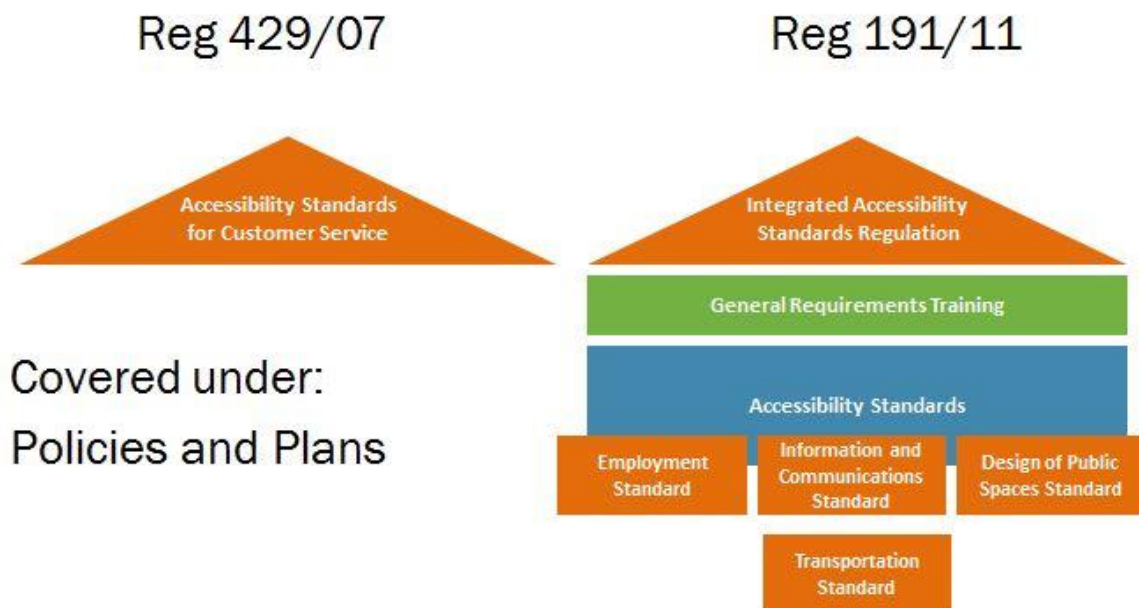 Reg 429/07
Reg 191/11
Accessibility Standards
for Customer Service
Integrated Accessibility
Standards Regulation
General Requirements Training
Covered under:
Policies and Plans
Accessibility Standards
Employment
Standard
Information and
Communications
Standard
Design of Public
Spaces Standard
Transportation
Standard